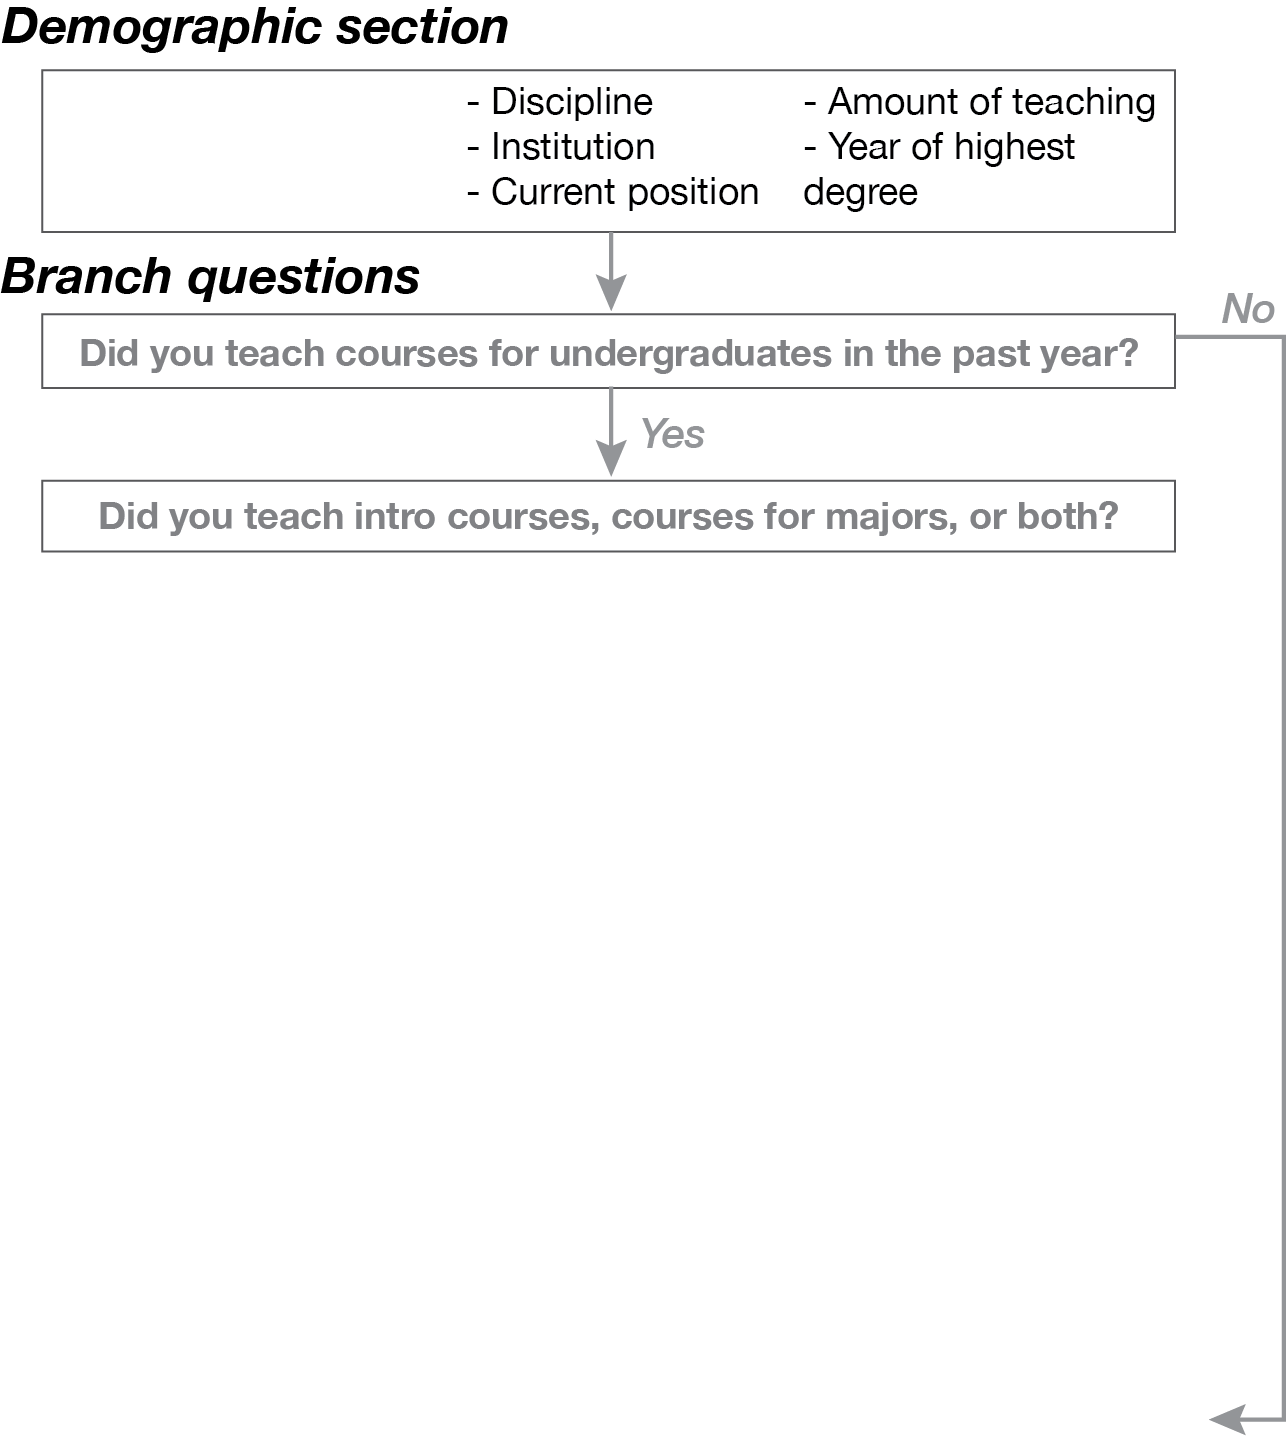 Demographic section
- Discipline
- Institution
- Current position
- Amount of teaching
- Year of highest
degree
Branch questions
No
Did you teach courses for undergraduates in the past year?
Yes
Did you teach intro courses, courses for majors, or both?